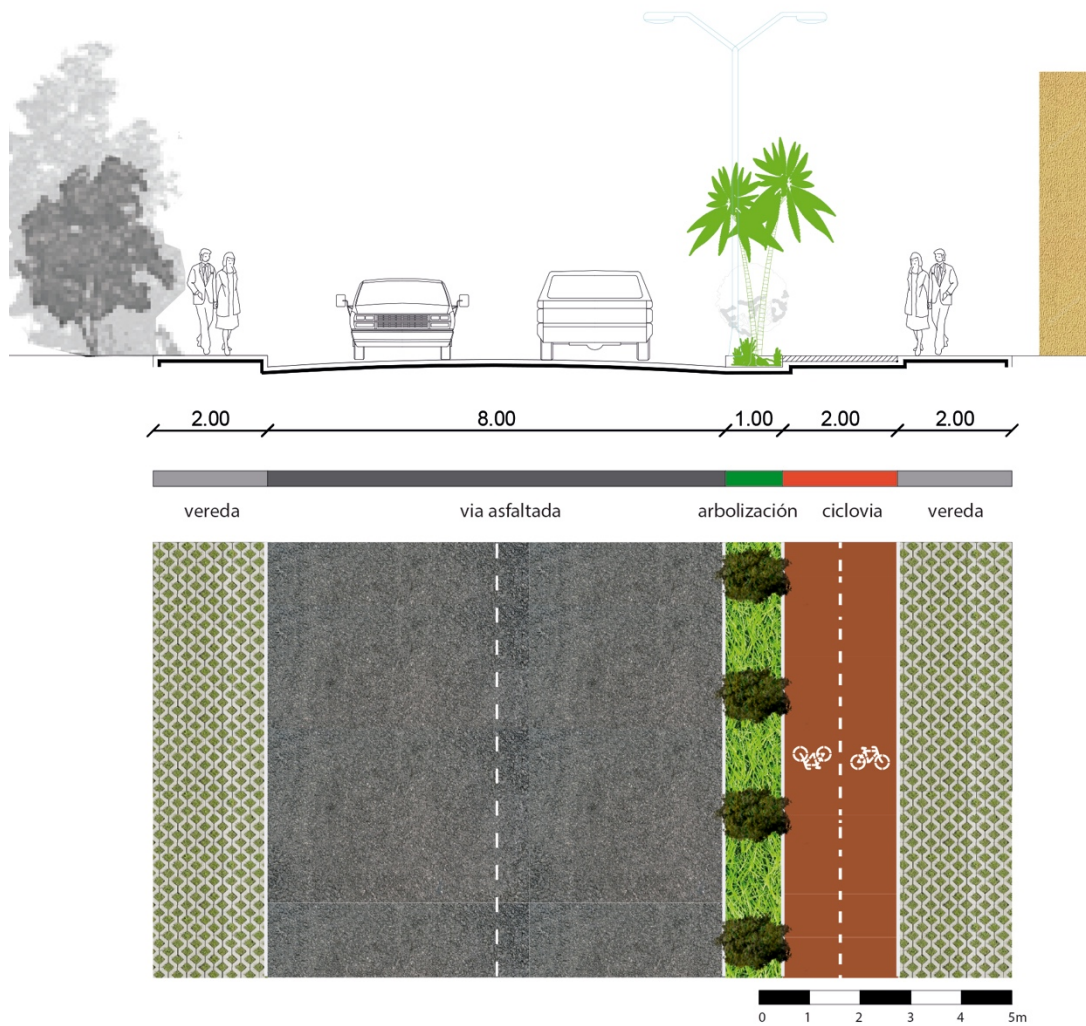 2.00 8.00 1.00 2.00 2.00
vereda via asfaltada arbolización ciclovia vereda
0 1 2 3 4 5m